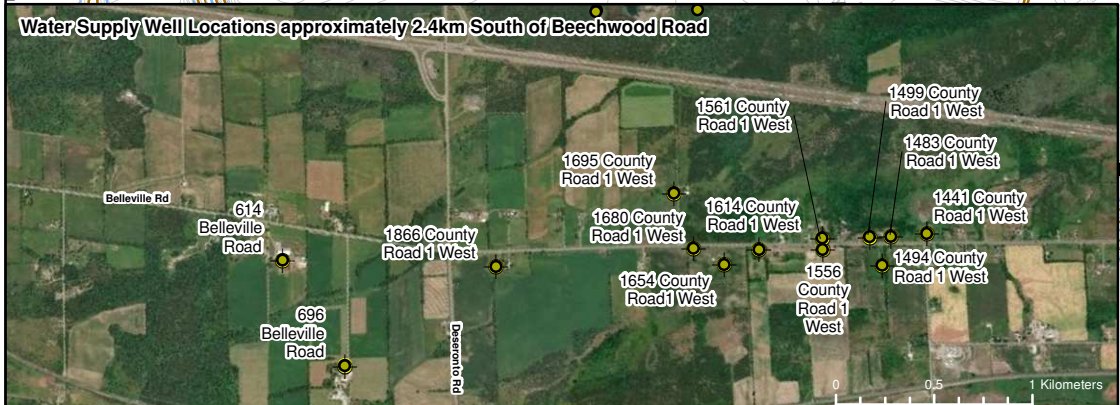 Water Supply Well Locations approximately 2.4km South of Beechwood Road
1499 County
Road 1 West
1561 County
Road 1 West
1483 County
Road 1 West
1695 County
Road 1 West
Belleville Rd
614
Belleville
Road
1866 County
Road 1 West
1680 County
Road 1 West
1614 County
Road 1 West
1441 County
Road 1 West
1654 County
Road1 West
1556
County
Road 1
West
1494 County
Road 1 West
696
Belleville
Road
Deseronto Rd
0 0.5 1 Kilometers